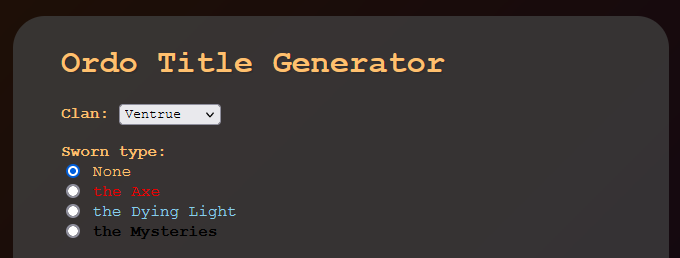 Ordo Title Generator
Clan: Ventrue
Sworn type:
None
the Axe
the Dying Light
the Mysteries